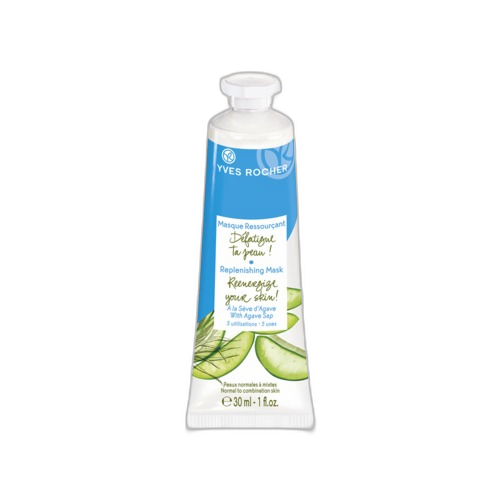 YVES ROCHER
Masque Ressourçant
Défatigue
Ta peau !
Replenishing Mask
Reenergize
your skin!
À la Sève d'Agave
With Agave Sap
3 utilisations - 3 uses
Peaux normales à mixtes
Normal to combination skin
℮ 30 ml - 1 fl.oz.